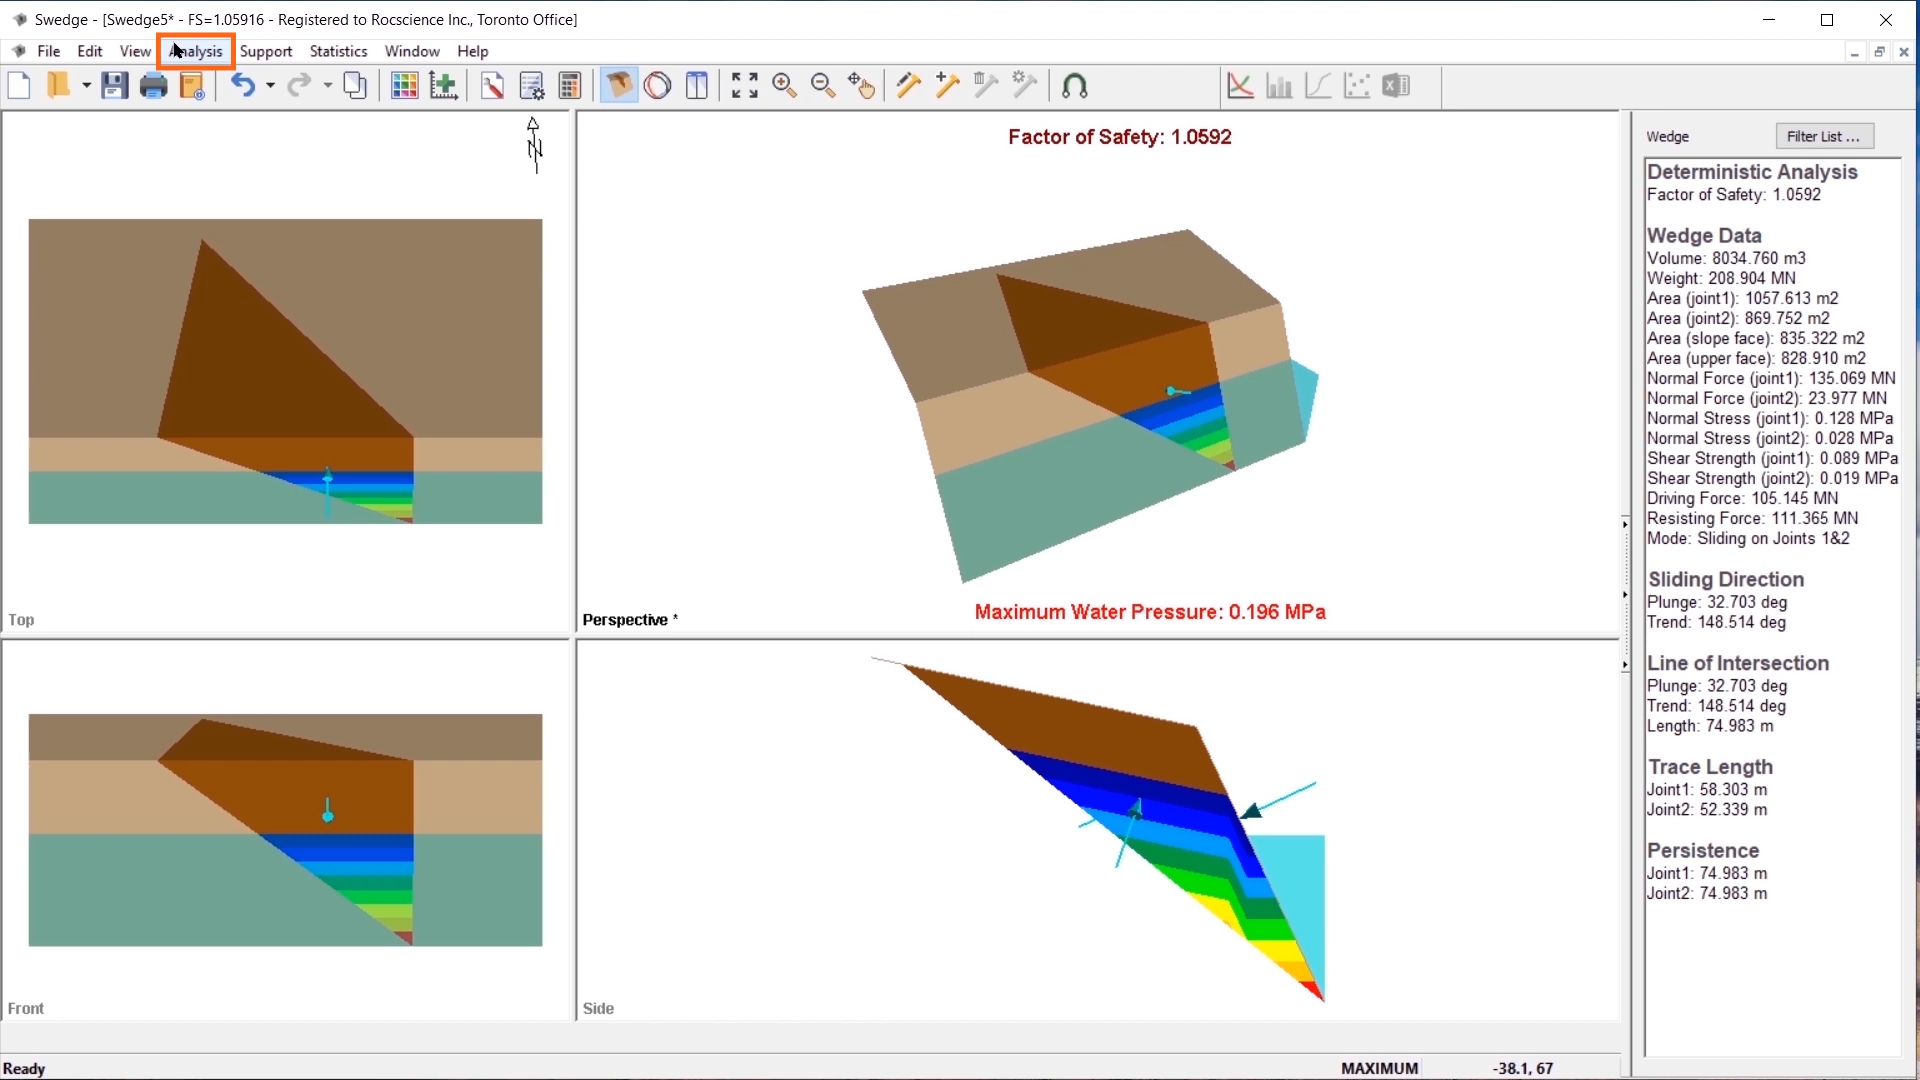 Swedge - [Swedge5* - FS=1.05916 - Registered to Rocscience Inc., Toronto Office]
File Edit View Analysis Support Statistics Window Help
N
Top
Factor of Safety: 1.0592
Maximum Water Pressure: 0.196 MPa
Perspective *
Front
Side
Wedge
Filter List ...
Deterministic Analysis
Factor of Safety: 1.0592
Wedge Data
Volume: 8034.760 m3
Weight: 208.904 MN
Area (joint1): 1057.613 m2
Area (joint2): 869.752 m2
Area (slope face): 835.322 m2
Area (upper face): 828.910 m2
Normal Force (joint1): 135.069 MN
Normal Force (joint2): 23.977 MN
Normal Stress (joint1): 0.128 MPa
Normal Stress (joint2): 0.028 MPa
Shear Strength (joint1): 0.089 MPa
Shear Strength (joint2): 0.019 MPa
Driving Force: 105.145 MN
Resisting Force: 111.365 MN
Mode: Sliding on Joints 1&2
Sliding Direction
Plunge: 32.703 deg
Trend: 148.514 deg
Line of Intersection
Plunge: 32.703 deg
Trend: 148.514 deg
Length: 74.983 m
Trace Length
Joint1: 58.303 m
Joint2: 52.339 m
Persistence
Joint1: 74.983 m
Joint2: 74.983 m
Ready
MAXIMUM
-38.1, 67